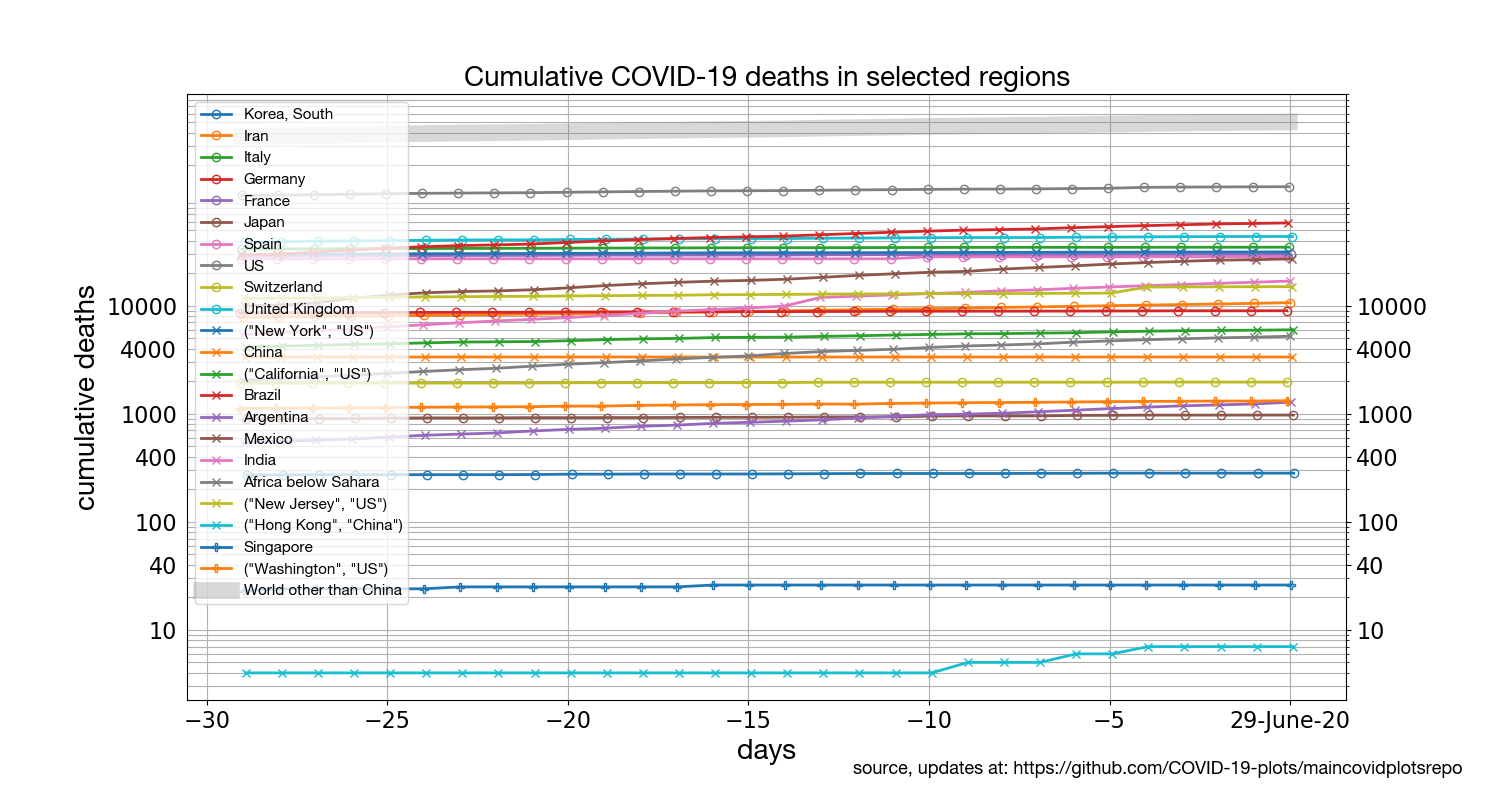 Cumulative COVID-19 deaths in selected regions
Korea, South
Iran
Italy
Germany
France
Japan
Spain
US
Switzerland
United Kingdom
("New York", "US")
China
("California", "US")
Brazil
Argentina
Mexico
India
Africa below Sahara
("New Jersey", "US")
("Hong Kong", "China")
Singapore
("Washington", "US")
World other than China
cumulative deaths
10000
4000
1000
400
100
40
10
10000
4000
1000
400
100
40
10
−30 −25 −20 −15 −10 −5 29-June-20
days
source, updates at: https://github.com/COVID-19-plots/maincovidplotsrepo